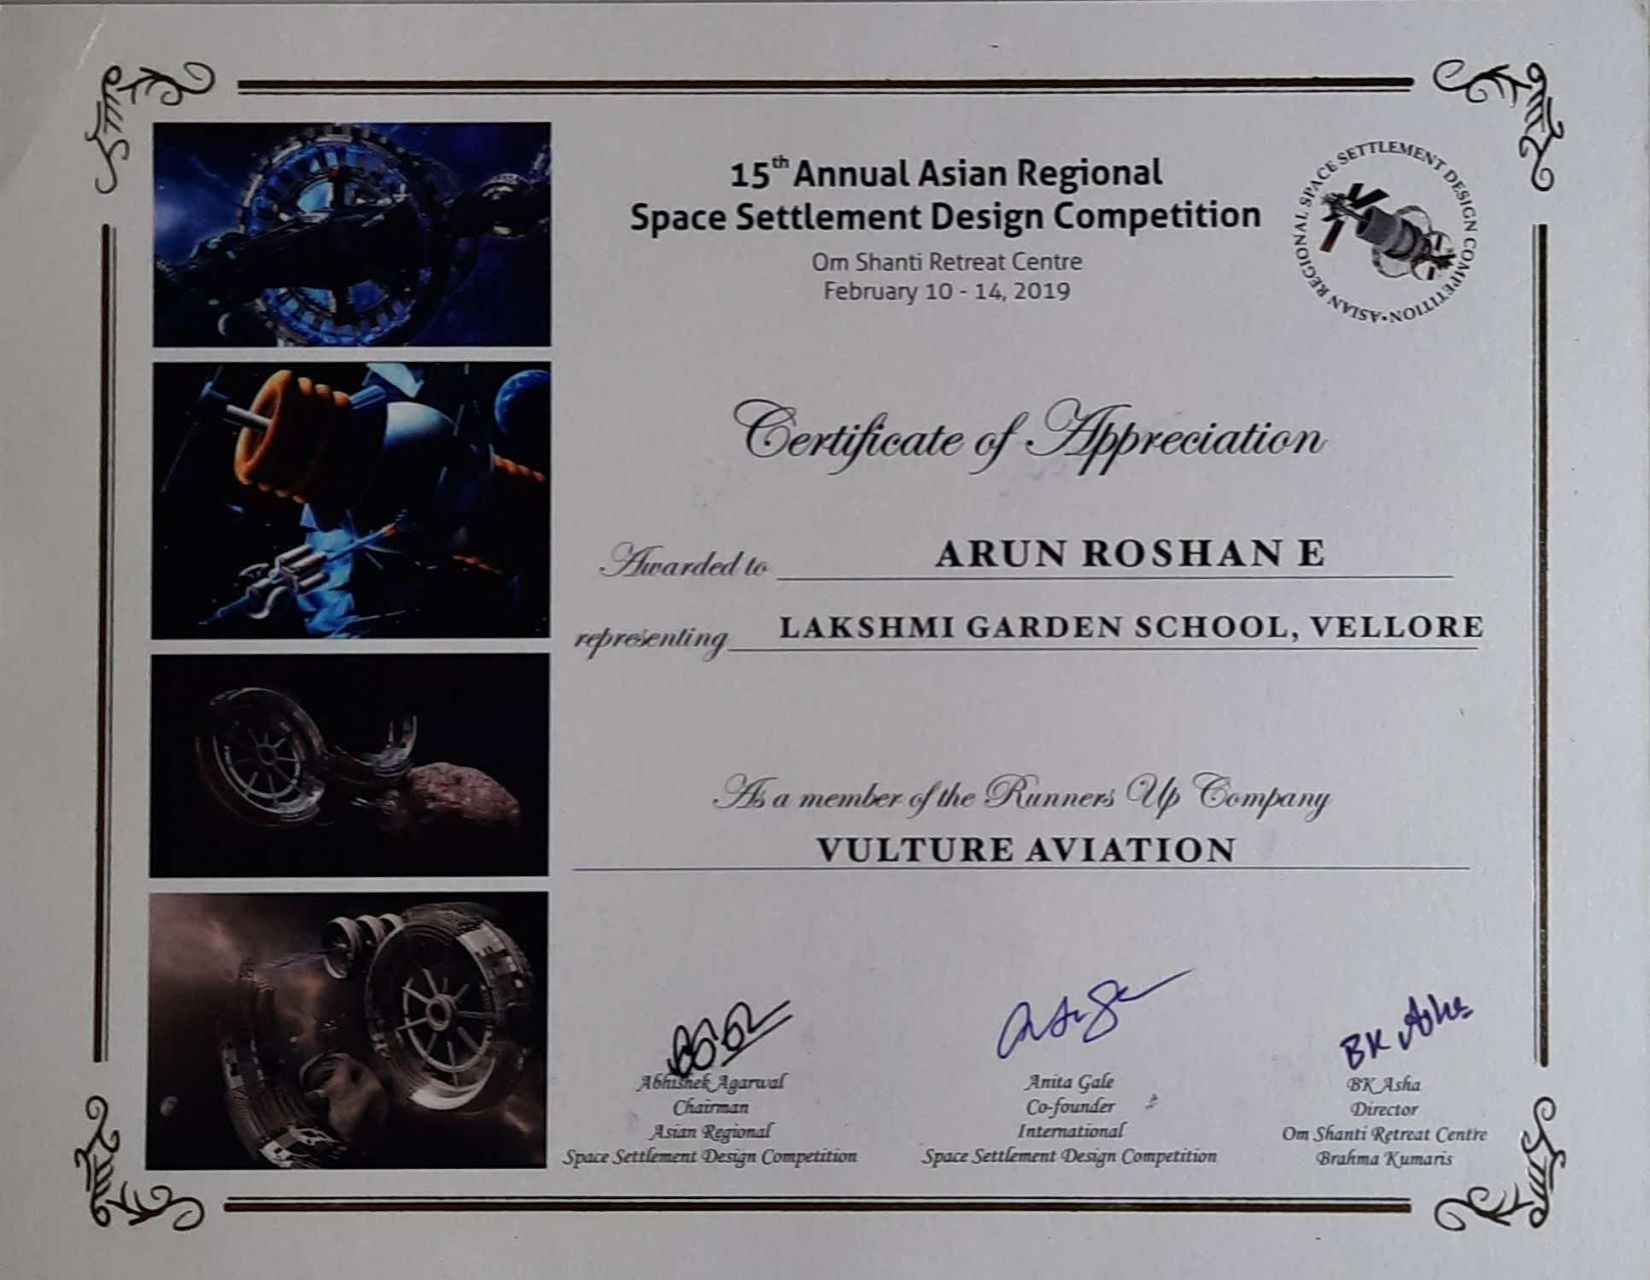 15th Annual Asian Regional
Space Settlement Design Competition
Om Shanti Retreat Centre
February 10 - 14, 2019
ASIAN REGIONAL SPACE SETTLEMENT DESIGN COMPETITION•
Certificate of Appreciation
Awarded to ARUN ROSHAN E
representing LAKSHMI GARDEN SCHOOL, VELLORE
As a member of the Runners Up Company
VULTURE AVIATION
BK Asha
Abhishek Agarwal
Chairman
Asian Regional
Space Settlement Design Competition
Anita Gale
Co-founder
International
Space Settlement Design Competition
BK Asha
Director
Om Shanti Retreat Centre
Brahma Kumaris